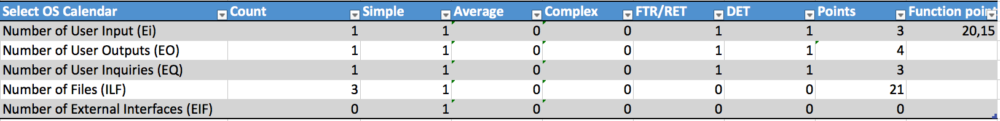 Select OS Calendar Count Simple Average Complex FTR/RET DET Points Function point
Number of User Input (Ei) 1 1 0 0 1 1 3 20,15
Number of User Outputs (EO) 1 1 0 0 1 1 4
Number of User Inquiries (EQ) 1 1 0 0 1 1 3
Number of Files (ILF) 3 1 0 0 0 0 21
Number of External Interfaces (EIF) 0 1 0 0 0 0 0